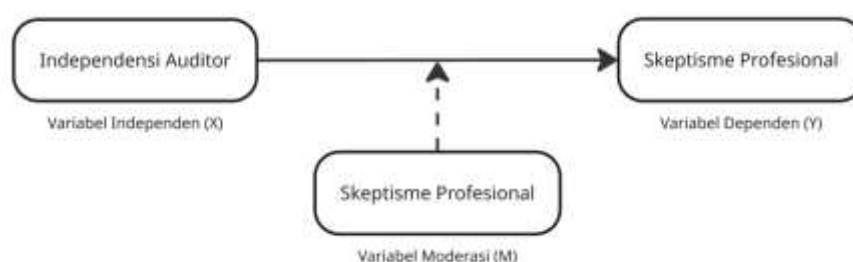 Independensi Auditor
Skeptisme Profesional
Variabel Independen (X)
Variabel Dependen (Y)
Skeptisme Profesional
Variabel Moderasi (M)